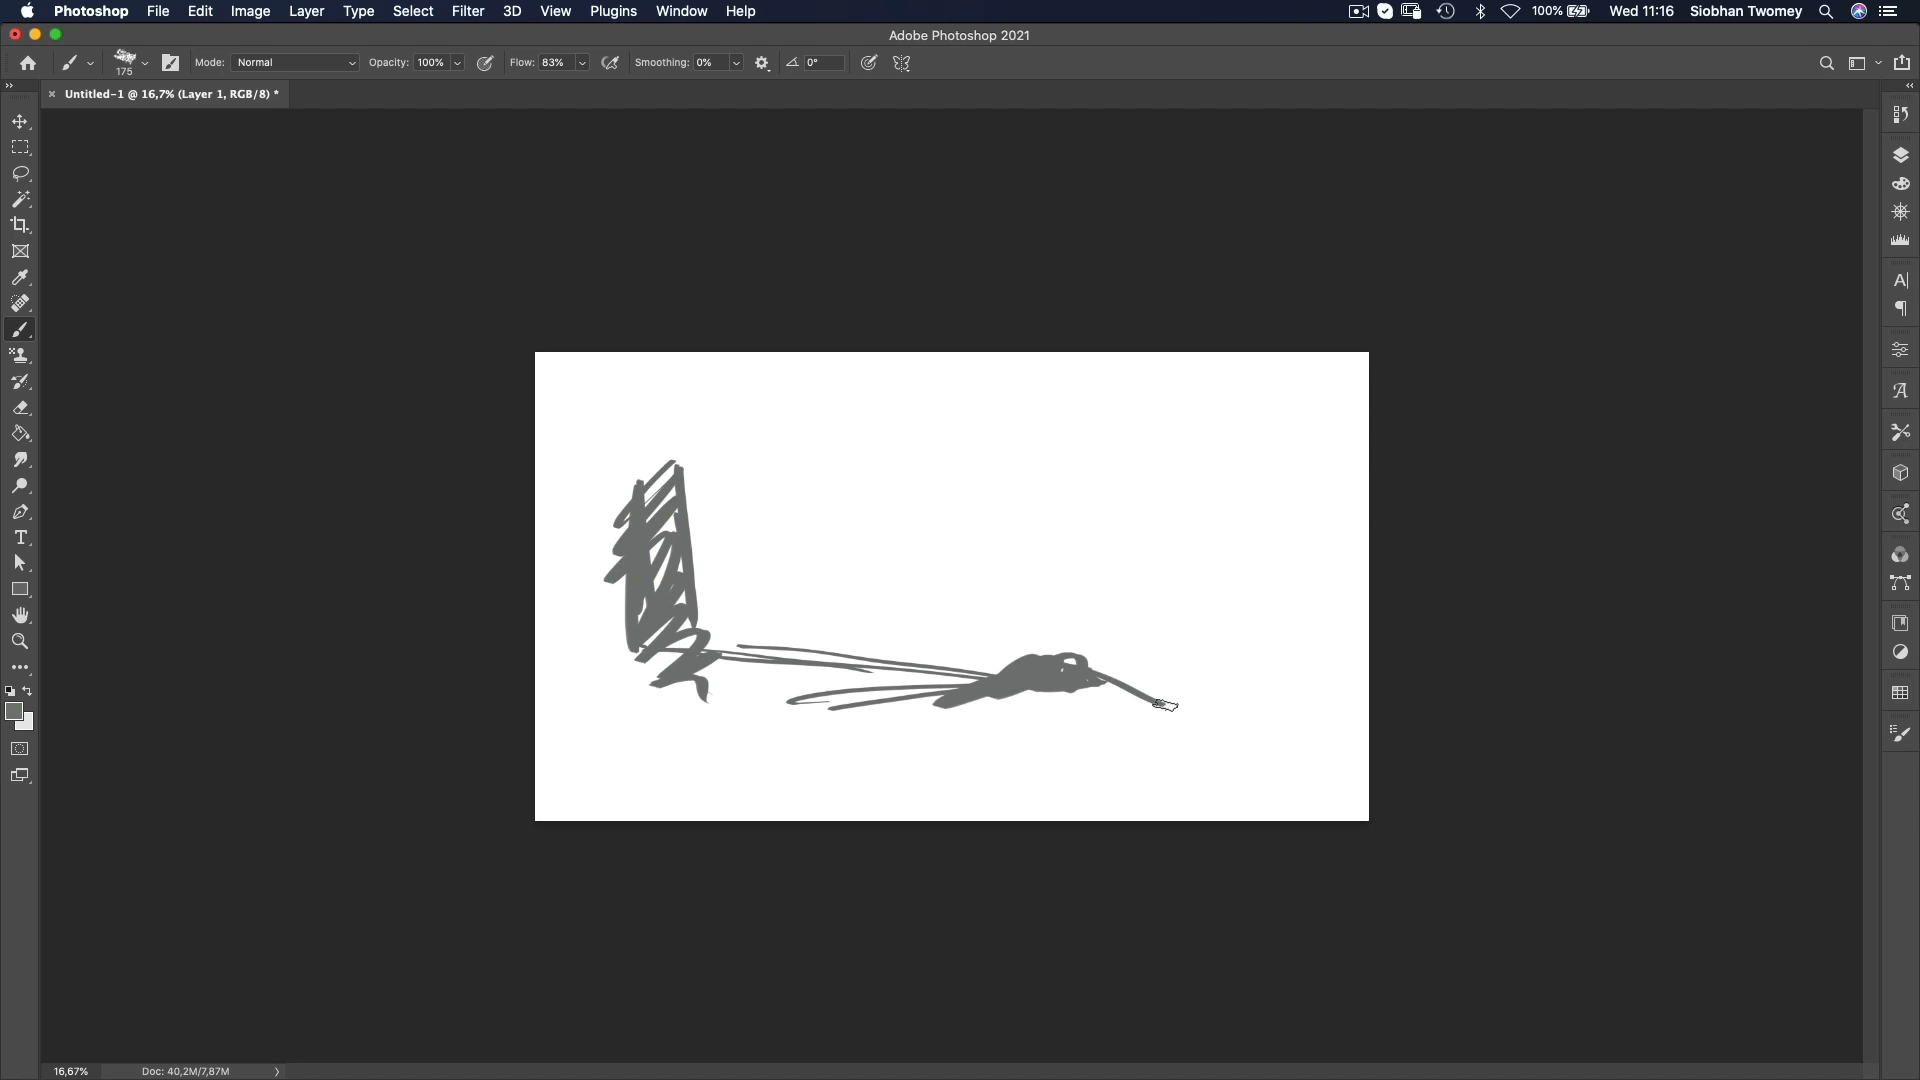 Photoshop File Edit Image Layer Type Select Filter 3D View Plugins Window Help 100% Wed 11:16 Siobhan Twomey
Adobe Photoshop 2021
175 Mode: Normal Opacity: 100% Flow: 83% Smoothing: 0% 0°
Untitled-1 @ 16,7% (Layer 1, RGB/8) *
16,67% Doc: 40,2M/7,87M